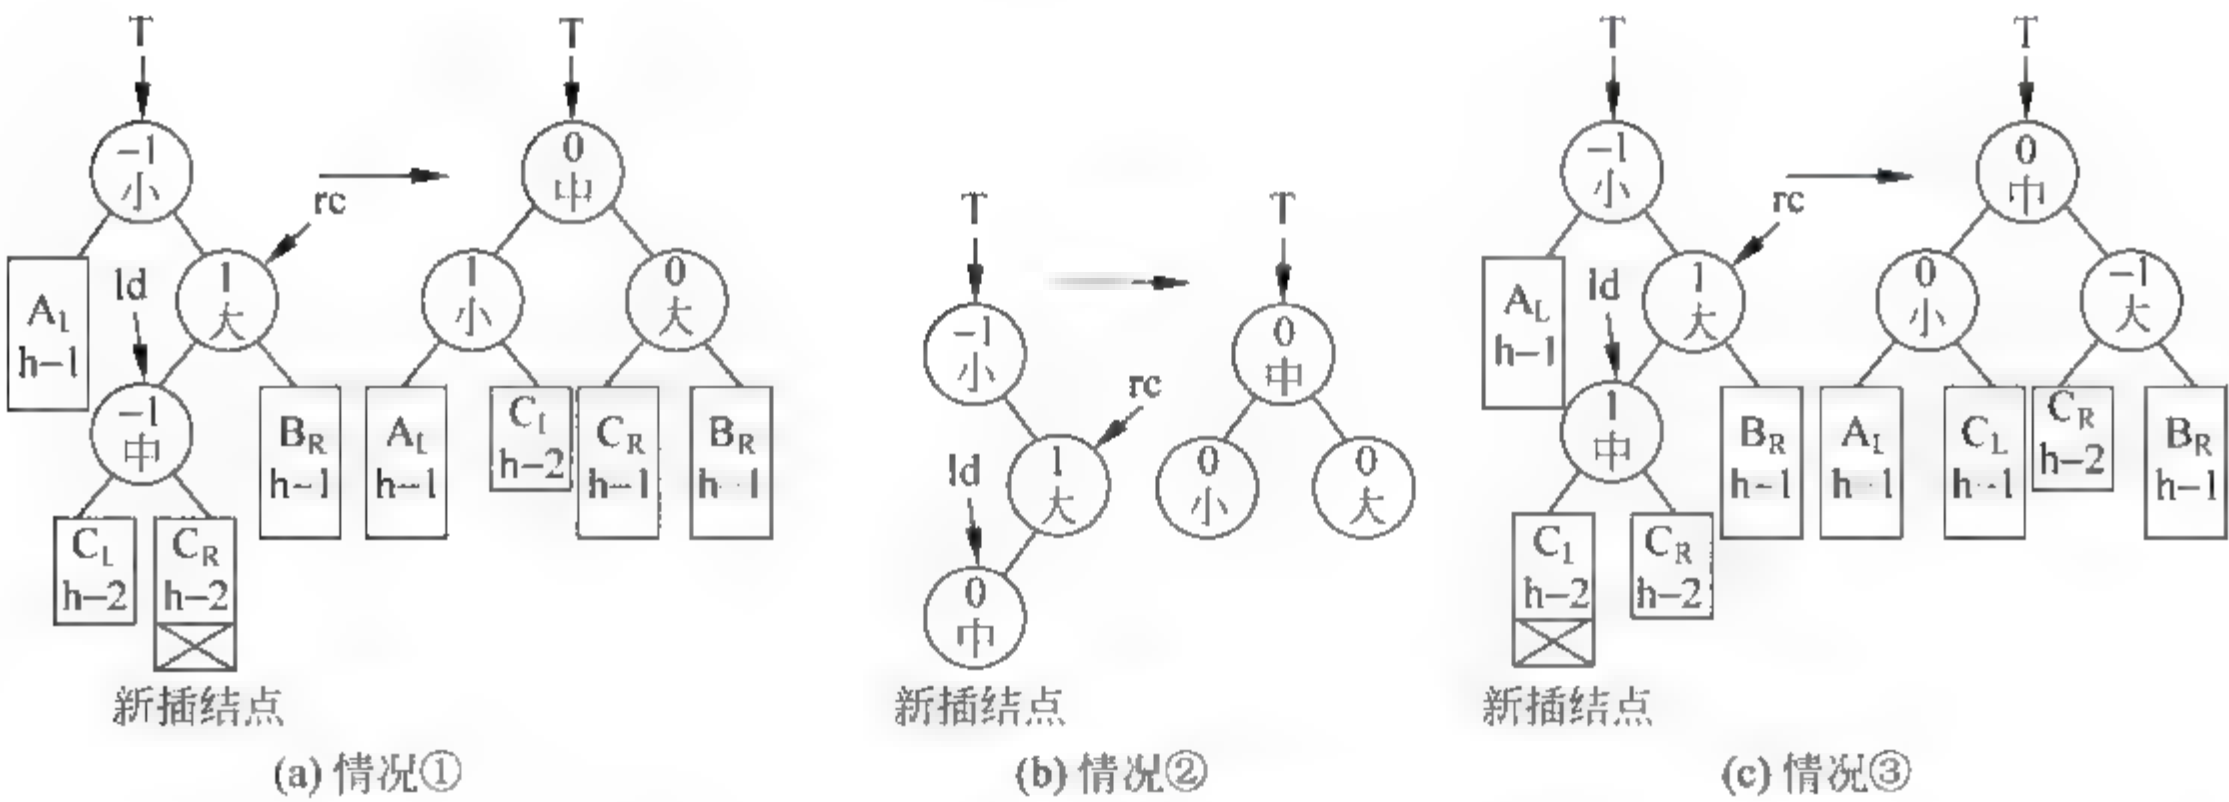 T
-1
小
rc
1
大
ld
A_L
h-1
-1
中
B_R
h-1
C_L
h-2
C_R
h-2
新插结点
T
0
中
1
小
0
大
A_L
h-1
C_L
h-2
C_R
h-1
B_R
h-1
(a) 情况①
T
-1
小
rc
1
大
ld
0
中
新插结点
T
0
中
0
小
0
大
(b) 情况②
T
-1
小
rc
1
大
ld
A_L
h-1
1
中
B_R
h-1
C_L
h-2
C_R
h-2
新插结点
T
0
中
0
小
-1
大
A_L
h-1
C_L
h-1
C_R
h-2
B_R
h-1
(c) 情况③